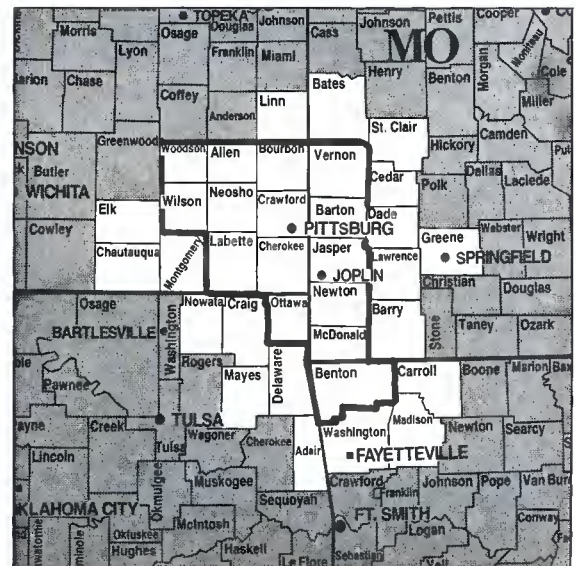 TOPEKA Johnson Johnson Pettis Cooper
Morris Osage Douglas Cass MO Moniteau
Lyon Franklin Miami Morgan Cole
Marion Chase Henry Benton Miller
Coffey Anderson Linn Bates
St. Clair Hickory Camden
Greenwood Woodson Allen Bourbon Vernon Dallas
NSON Butler Cedar Polk Laclede
WICHITA Wilson Neosho Crawford
Elk Barton Dade Webster Wright
PITTSBURG Greene
Cowley Labette Cherokee Jasper Lawrence SPRINGFIELD
Chautauqua Montgomery JOPLIN Christian Douglas
Nowata Craig Ottawa Newton Barry Stone
Osage Washington Taney Ozark
BARTLESVILLE McDonald
Rogers Delaware Benton Carroll Boone Marion Bax
Pawnee Mayes
TULSA Madison
ayne Creek Wagoner Cherokee Washington Newton Searcy
Tulsa Adair FAYETTEVILLE
Lincoln Okmulgee Muskogee Crawford Johnson Pope Van Bur
Sequoyah Franklin
KLAHOMA CITY McIntosh FT. SMITH Conway
Okfuskee Logan
Hughes Haskell Le Flore Sebastian Yell